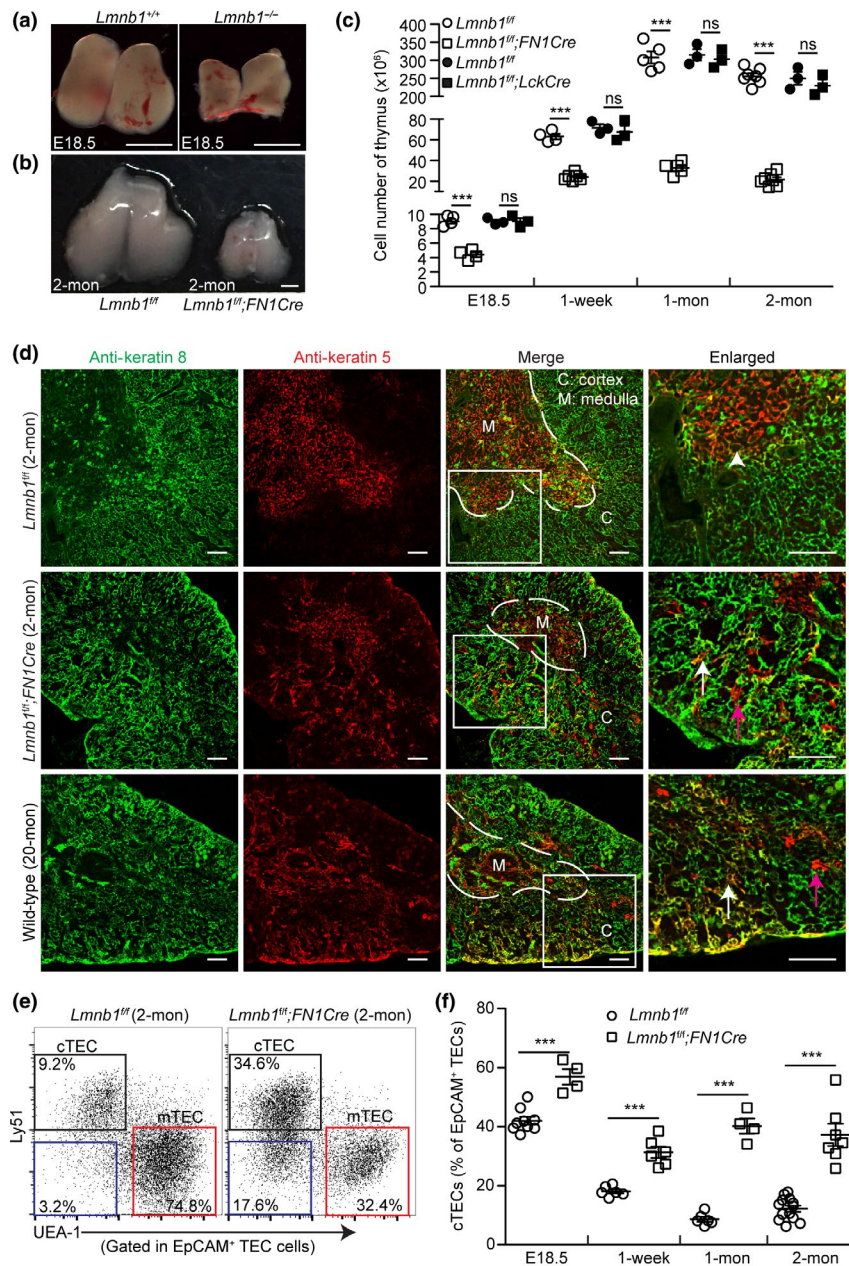 (a)
Lmnb1+/+
Lmnb1–/–
E18.5
E18.5
(b)
2-mon
2-mon
Lmnb1f/f
Lmnb1f/f;FN1Cre
(c)
Cell number of thymus (x10⁶)
400
350
300
250
200
80
60
40
20
10
8
6
4
2
0
Lmnb1f/f
Lmnb1f/f;FN1Cre
Lmnb1f/f
Lmnb1f/f;LckCre
*** ns
*** ns
*** ns
*** ns
E18.5 1-week 1-mon 2-mon
(d)
Anti-keratin 8 Anti-keratin 5 Merge Enlarged
Lmnb1f/f (2-mon)
C: cortex
M: medulla
M
C
Lmnb1f/f;FN1Cre (2-mon)
M
C
Wild-type (20-mon)
M
C
(e)
Lmnb1f/f (2-mon) Lmnb1f/f;FN1Cre (2-mon)
cTEC cTEC
9.2% 34.6%
mTEC mTEC
3.2% 74.8% 17.6% 32.4%
Ly51
UEA-1
(Gated in EpCAM⁺ TEC cells)
(f)
cTECs (% of EpCAM⁺ TECs)
80
60
40
20
0
Lmnb1f/f
Lmnb1f/f;FN1Cre
*** *** *** ***
E18.5 1-week 1-mon 2-mon